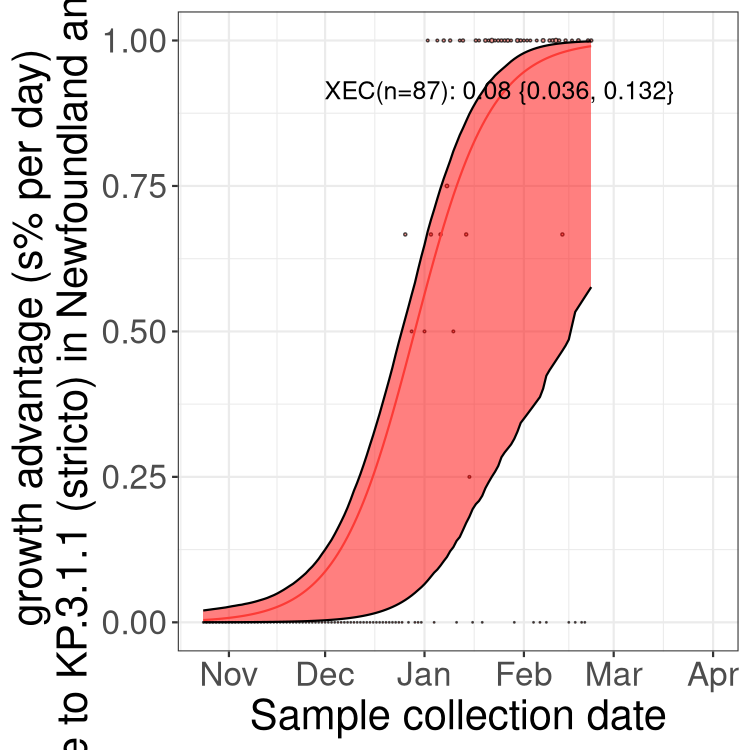 growth advantage (s% per day)
to KP.3.1.1 (stricto) in Newfoundland
1.00
0.75
0.50
0.25
0.00
XEC(n=87): 0.08 {0.036, 0.132}
Nov Dec Jan Feb Mar Apr
Sample collection date